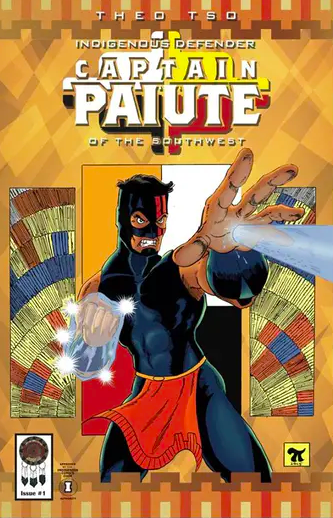 THEO TSO
INDIGENOUS DEFENDER
CAPTAIN
PAIUTE
OF THE SOUTHWEST
Issue #1